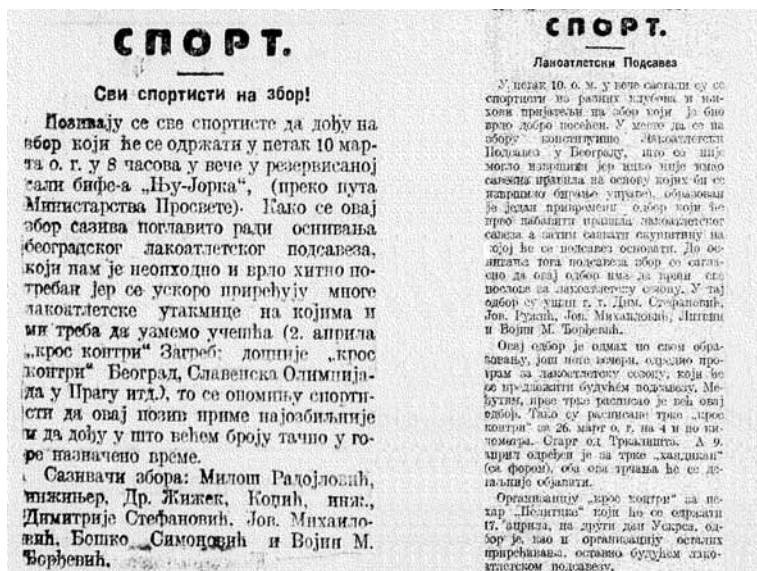 СПОРТ.
Сви спортисти на збор!
Позивају се све спортисте да дођу на
збор који ће се одржати у петак 10 мар-
та о. г. у 8 часова у вече у резервисаној
сали бифе-а „Њу-Јорка“, (преко пута
Министарства Просвете). Како се овај
збор сазива поглавито ради оснивања
београдског лакоатлетског подсавеза,
који нам је неопходно и врло хитно по-
требан јер се ускоро приређују многе
лакоатлетске утакмице на којима и
ми треба да узмемо учешћа (2. априла
„крос контри“ Загреб; доцније „крос
контри“ Београд, Славенска Олимпија-
да у Прагу итд.), то се опомињу спорти-
сти да овај позив приме најозбиљније
и да дођу у што већем броју тачно у го-
ре назначено време.
Сазивачи збора: Милош Радојловић,
инжињер, Др. Жижек, Коџић, инж.,
Димитрије Стефановић, Јов. Михаило-
вић, Бошко Симоновић и Војин М.
Ђорђевић.
СПОРТ.
Лакоатлетски Подсавез
У петак 10. о. м. у вече састали су се
спортисти из разних клубова и њи-
хови пријатељи на збор који је био
врло добро посећен. У место да се на
збору конституише Лакоатлетски
Подсавез у Београду, што се није
могло извршити јер нико није имао
савезна правила на основу којих би се
извршило бирање управе, образован
је један привремени одбор који ће
прво набавити правила лакоатлетског
савеза а затим сазвати скупштину на
којој ће се подсавез основати. До ос-
нивања тога подсавеза збор се сагла-
сио да овај одбор има да врши све
послове за лакоатлетску сезону. У тај
одбор су ушли г. г. Дим. Стефановић,
Јов. Ружић, Јов. Михаиловић,
и Војин М. Ђорђевић.
Овај одбор је одмах по свом обра-
зовању, још исте вечери, одредио про-
грам за лакоатлетску сезону, који ће
се предложити будућем подсавезу. Ме-
ђутим, прве трке расписао је већ овај
одбор. Тако су расписане трке „крос
контри“ за 26. март о. г. на 4 и по ки-
лометра. Старт од Тркалишта. А 9.
април одређен је за трке „хандикап“
(са фором), оба ова трчања ће се де-
таљније објавити.
Организацију „крос контри“ за пе-
хар „Политике“ који ће се одржати
17. априла, на други дан Ускрса, од-
бор је, као и организацију осталих
приређивања, оставио будућем лако-
атлетском подсавезу.